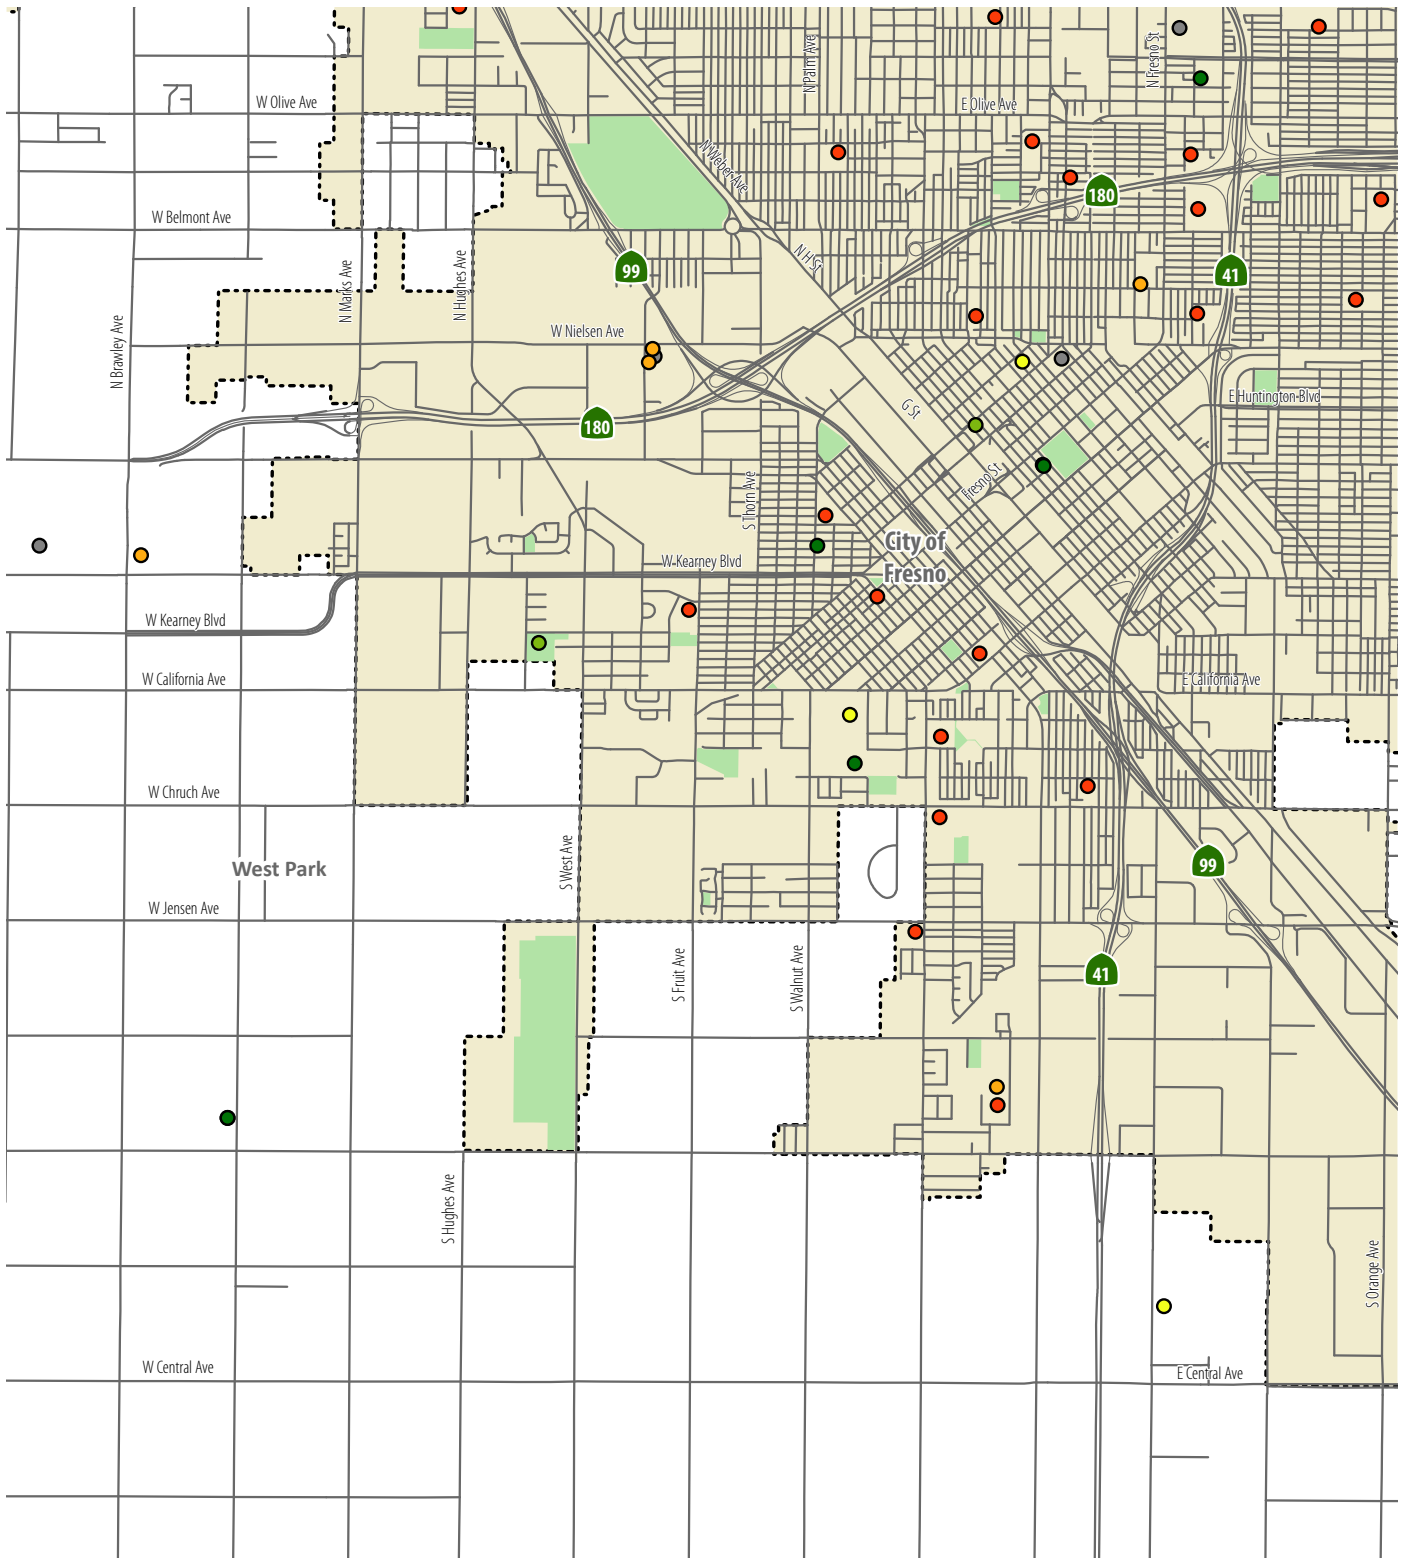 N Palm Ave
N Fresno St
W Olive Ave
E Olive Ave
N Weber Ave
180
W Belmont Ave
N H St
99
41
N Marks Ave
N Hughes Ave
W Nielsen Ave
N Brawley Ave
G St
E Huntington Blvd
180
Fresno St
S Thorn Ave
City of
Fresno
W Kearney Blvd
W Kearney Blvd
W California Ave
E California Ave
W Chruch Ave
S West Ave
99
West Park
W Jensen Ave
S Fruit Ave
S Walnut Ave
41
S Hughes Ave
S Orange Ave
W Central Ave
E Central Ave